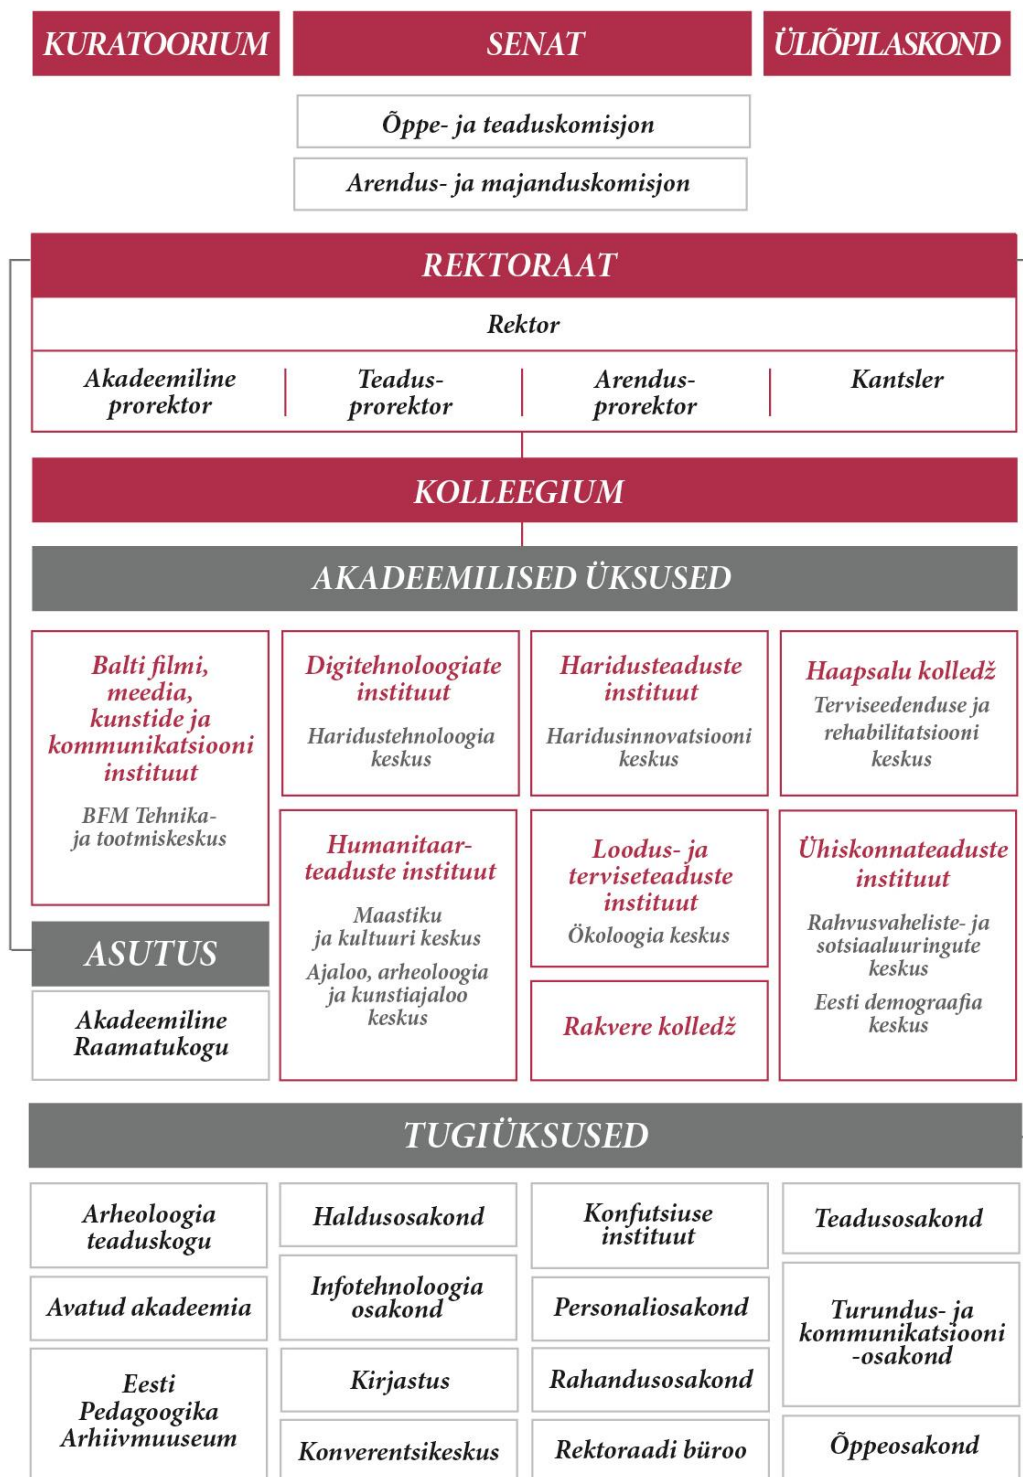 KURATOORIUM
SENAT
ÜLIÕPILASKOND
Õppe- ja teaduskomisjon
Arendus- ja majanduskomisjon
REKTORAAT
Rektor
Akadeemiline
prorektor
Teadus-
prorektor
Arendus-
prorektor
Kantsler
KOLLEEGIUM
AKADEEMILISED ÜKSUSED
Balti filmi,
meedia,
kunstide ja
kommunikatsiooni
instituut
BFM Tehnika-
ja tootmiskeskus
Digitehnoloogiate
instituut
Haridustehnoloogia
keskus
Haridusteaduste
instituut
Haridusinnovatsiooni
keskus
Haapsalu kolledž
Terviseedenduse ja
rehabilitatsiooni
keskus
Humanitaar-
teaduste instituut
Maastiku
ja kultuuri keskus
Ajaloo, arheoloogia
ja kunstiajaloo
keskus
Loodus- ja
terviseteaduste
instituut
Ökoloogia keskus
Rakvere kolledž
Ühiskonnateaduste
instituut
Rahvusvaheliste- ja
sotsiaaluuringute
keskus
Eesti demograafia
keskus
ASUTUS
Akadeemiline
Raamatukogu
TUGIÜKSUSED
Arheoloogia
teaduskogu
Avatud akadeemia
Eesti
Pedagoogika
Arhiivmuuseum
Haldusosakond
Infotehnoloogia
osakond
Kirjastus
Konverentsikeskus
Konfutsiuse
instituut
Personaliosakond
Rahandusosakond
Rektoraadi büroo
Teadusosakond
Turundus- ja
kommunikatsiooni
-osakond
Õppeosakond